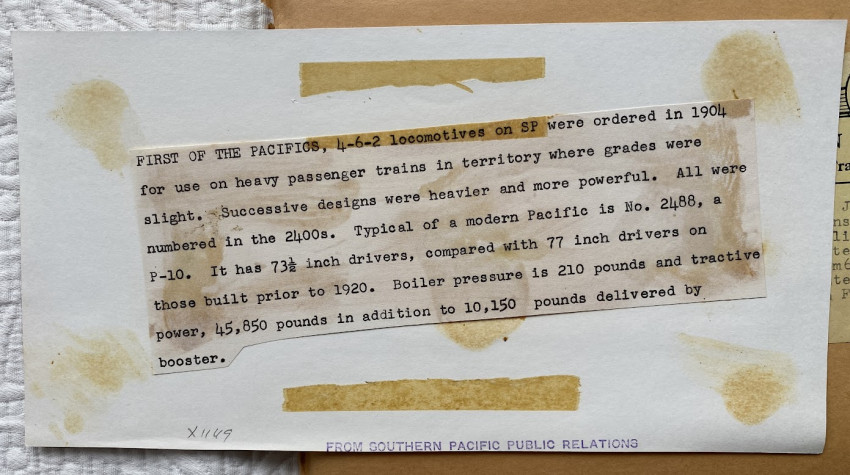 FIRST OF THE PACIFICS, 4-6-2 locomotives on SP were ordered in 1904
for use on heavy passenger trains in territory where grades were
slight. Successive designs were heavier and more powerful. All were
numbered in the 2400s. Typical of a modern Pacific is No. 2488, a
P-10. It has 73½ inch drivers, compared with 77 inch drivers on
those built prior to 1920. Boiler pressure is 210 pounds and tractive
power, 45,850 pounds in addition to 10,150 pounds delivered by
booster.
X1149
FROM SOUTHERN PACIFIC PUBLIC RELATIONS